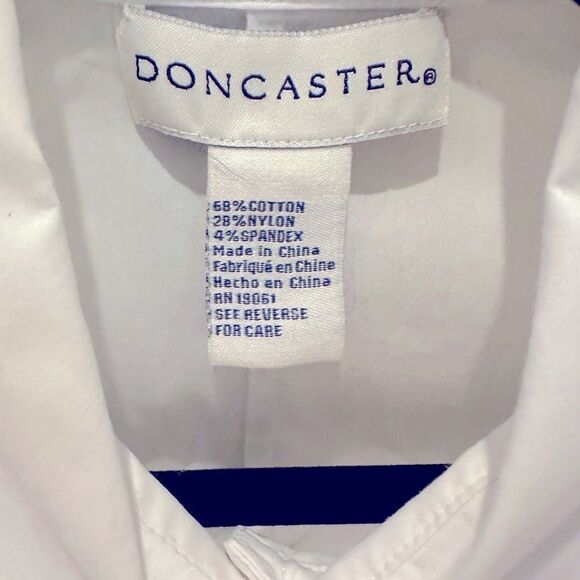 DONCASTER®
68%COTTON
28%NYLON
4%SPANDEX
Made in China
Fabriqué en Chine
Hecho en China
RN 19061
SEE REVERSE
FOR CARE